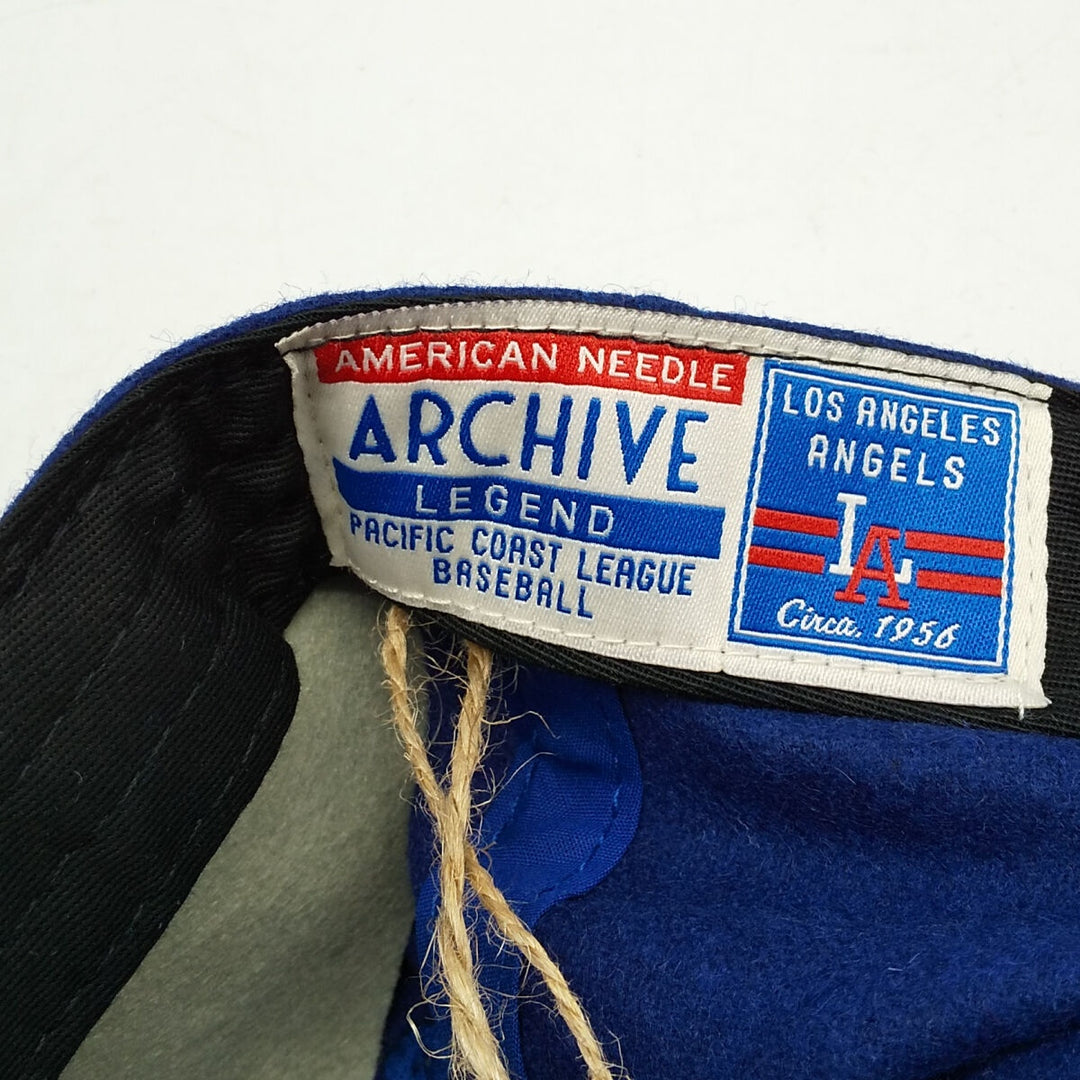 AMERICAN NEEDLE
ARCHIVE
LEGEND
PACIFIC COAST LEAGUE
BASEBALL
LOS ANGELES
ANGELS
LA
Circa. 1956